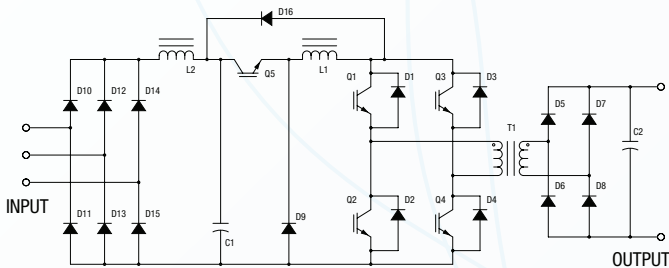 D16
L2
Q5
L1
D10
D12
D14
Q1
D1
Q3
D3
T1
D5
D7
C2
INPUT
D11
D13
D15
C1
D9
Q2
D2
Q4
D4
D6
D8
OUTPUT